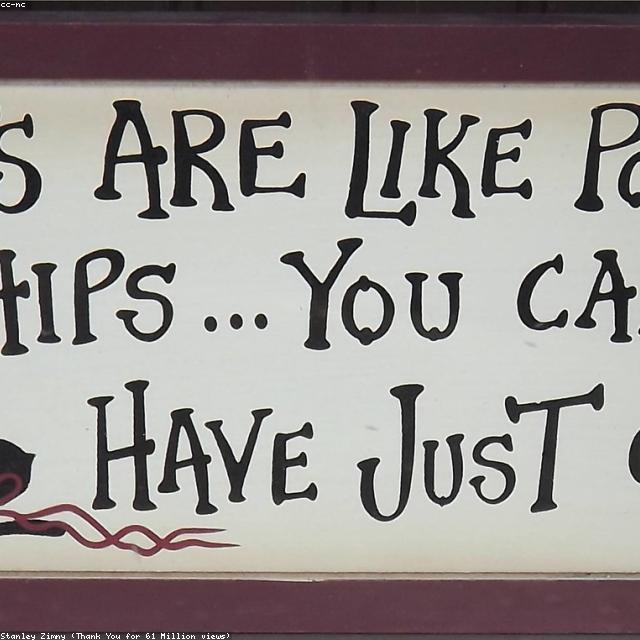 cc-nc
S ARE LIKE PO
HIPS... YOU CA
HAVE JUST
Stanley Zimny (Thank You for 61 Million views)